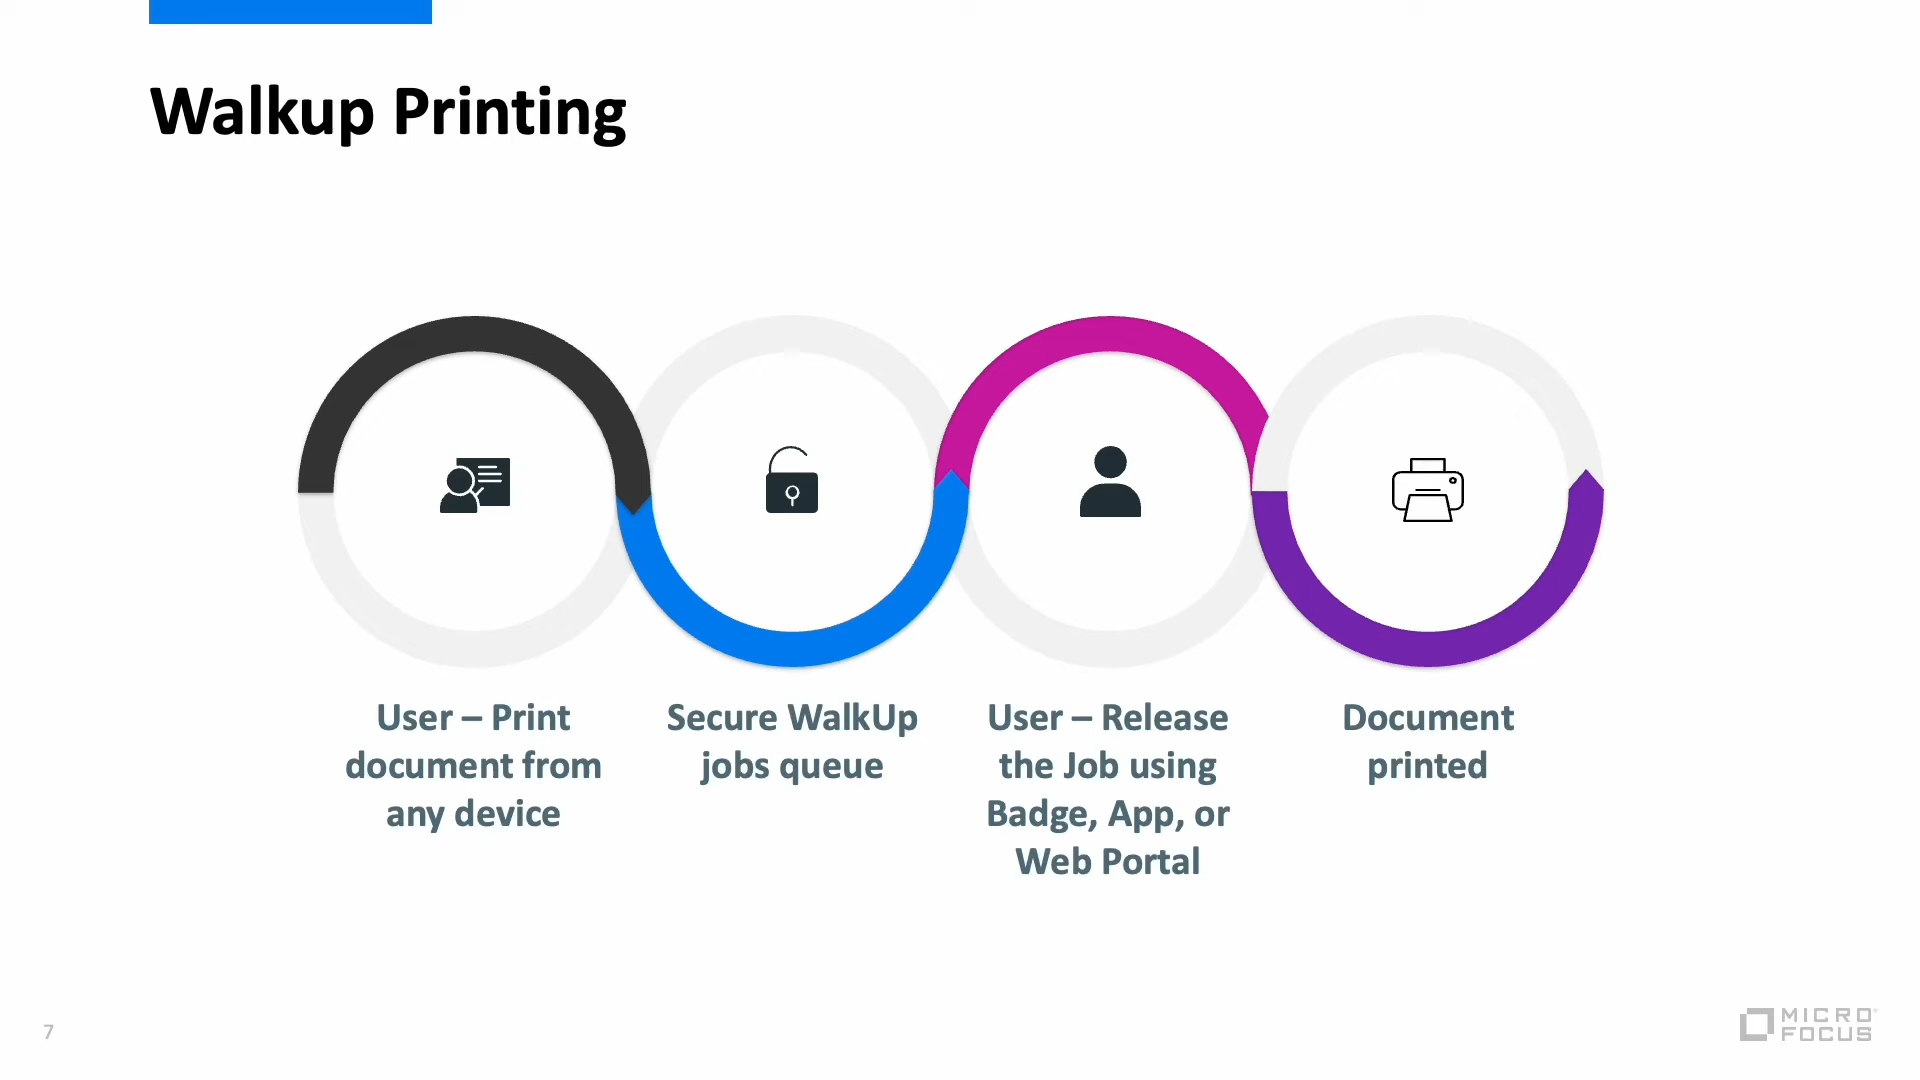 Walkup Printing
User – Print
document from
any device
Secure WalkUp
jobs queue
User – Release
the Job using
Badge, App, or
Web Portal
Document
printed
7
MICRO
FOCUS